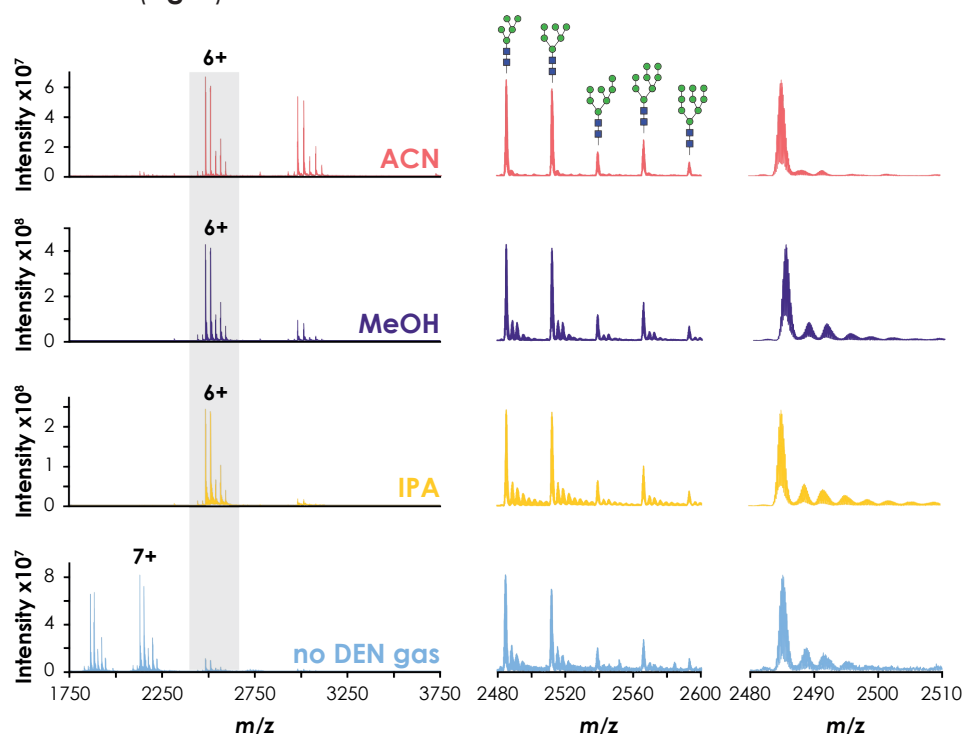 Intensity x10⁷
6
4
2
0
6+
ACN
Intensity x10⁸
4
2
0
6+
MeOH
Intensity x10⁸
2
1
0
6+
IPA
Intensity x10⁷
8
4
0
7+
no DEN gas
1750 2250 2750 3250 3750
m/z
2480 2520 2560 2600
m/z
2480 2490 2500 2510
m/z